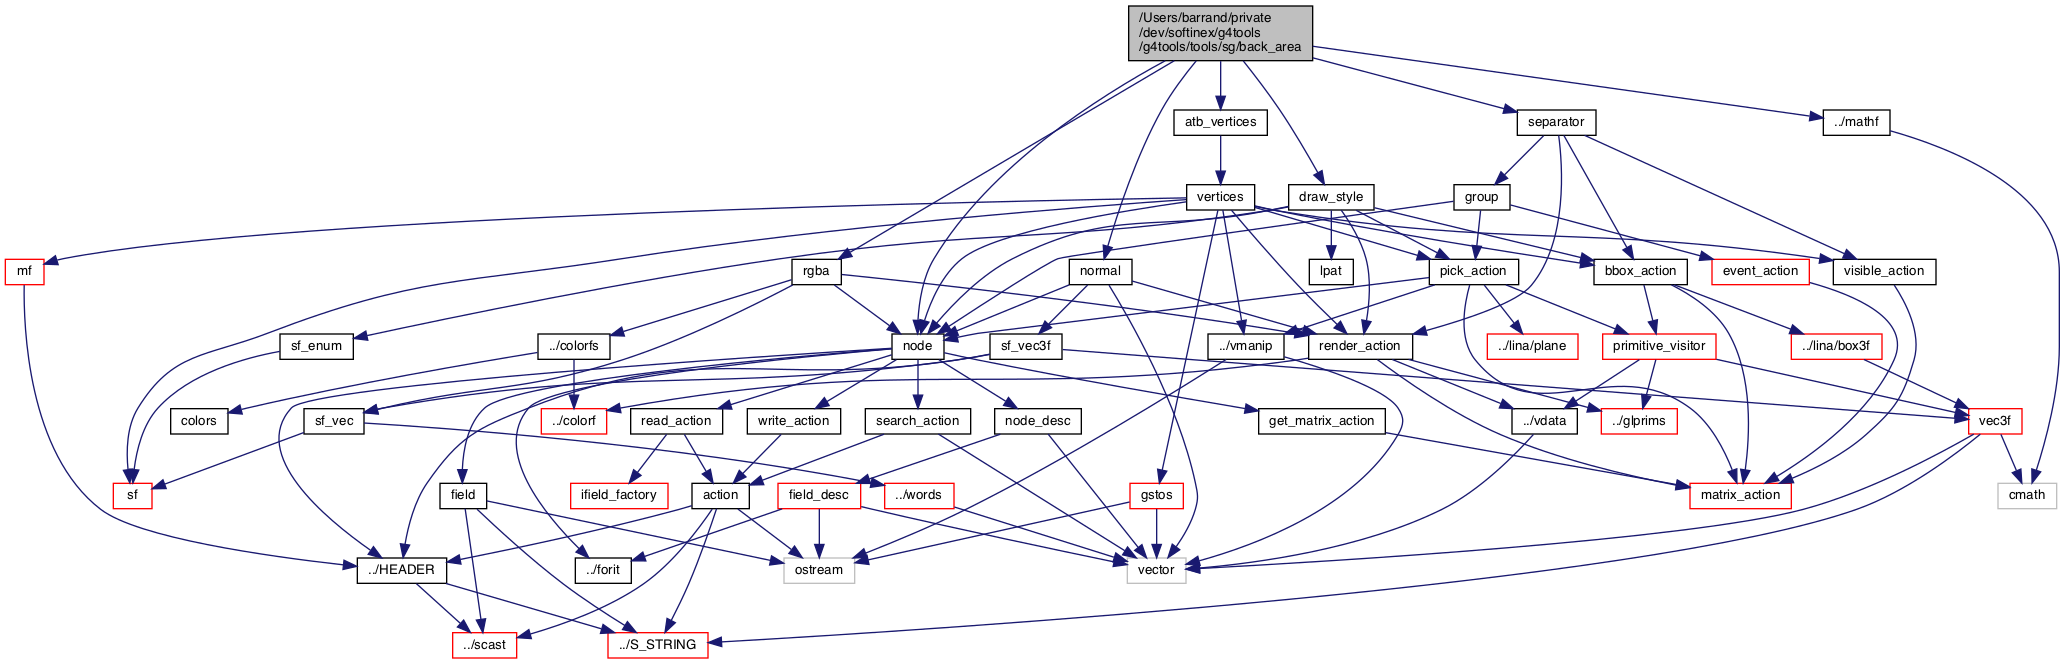 /Users/barrand/private
/dev/softinex/g4tools
/g4tools/tools/sg/back_area
atb_vertices
separator
../mathf
vertices
draw_style
group
mf
rgba
normal
lpat
pick_action
bbox_action
event_action
visible_action
sf_enum
../colorfs
node
sf_vec3f
../vmanip
render_action
../lina/plane
primitive_visitor
../lina/box3f
colors
sf_vec
../colorf
read_action
write_action
search_action
node_desc
get_matrix_action
../vdata
../glprims
vec3f
sf
field
ifield_factory
action
field_desc
../words
gstos
matrix_action
cmath
../HEADER
../forit
ostream
vector
../scast
../S_STRING